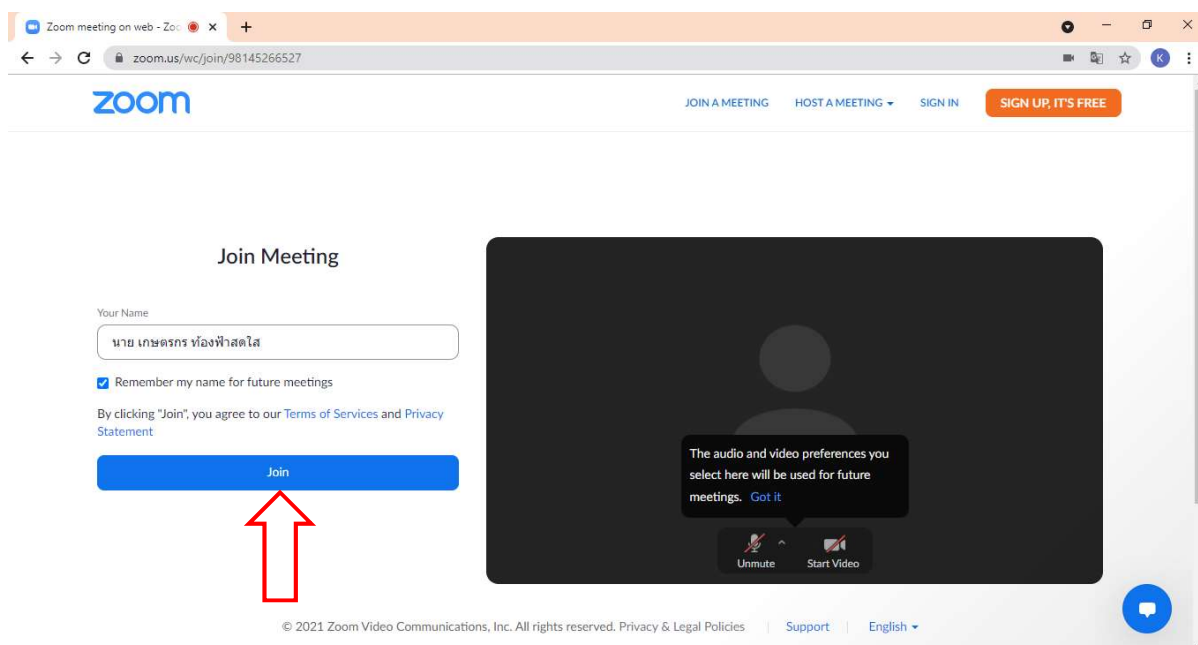 Zoom meeting on web - Zoo
zoom.us/wc/join/98145266527
K
zoom
JOIN A MEETING HOST A MEETING SIGN IN SIGN UP, IT'S FREE
Join Meeting
Your Name
นาย เกษตรกร ท้องฟ้าสดใส
Remember my name for future meetings
By clicking "Join", you agree to our Terms of Services and Privacy
Statement
Join
The audio and video preferences you
select here will be used for future
meetings. Got it
Unmute Start Video
© 2021 Zoom Video Communications, Inc. All rights reserved. Privacy & Legal Policies Support English